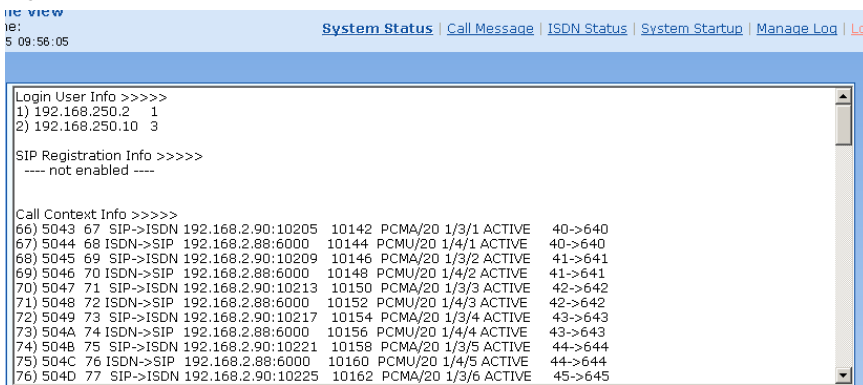 ne:
5 09:56:05
System Status | Call Message | ISDN Status | System Startup | Manage Log |
Login User Info >>>>>
1) 192.168.250.2 1
2) 192.168.250.10 3
SIP Registration Info >>>>>
---- not enabled ----
Call Context Info >>>>>
66) 5043 67 SIP->ISDN 192.168.2.90:10205 10142 PCMA/20 1/3/1 ACTIVE 40->640
67) 5044 68 ISDN->SIP 192.168.2.88:6000 10144 PCMU/20 1/4/1 ACTIVE 40->640
68) 5045 69 SIP->ISDN 192.168.2.90:10209 10146 PCMA/20 1/3/2 ACTIVE 41->641
69) 5046 70 ISDN->SIP 192.168.2.88:6000 10148 PCMU/20 1/4/2 ACTIVE 41->641
70) 5047 71 SIP->ISDN 192.168.2.90:10213 10150 PCMA/20 1/3/3 ACTIVE 42->642
71) 5048 72 ISDN->SIP 192.168.2.88:6000 10152 PCMU/20 1/4/3 ACTIVE 42->642
72) 5049 73 SIP->ISDN 192.168.2.90:10217 10154 PCMA/20 1/3/4 ACTIVE 43->643
73) 504A 74 ISDN->SIP 192.168.2.88:6000 10156 PCMU/20 1/4/4 ACTIVE 43->643
74) 504B 75 SIP->ISDN 192.168.2.90:10221 10158 PCMA/20 1/3/5 ACTIVE 44->644
75) 504C 76 ISDN->SIP 192.168.2.88:6000 10160 PCMU/20 1/4/5 ACTIVE 44->644
76) 504D 77 SIP->ISDN 192.168.2.90:10225 10162 PCMA/20 1/3/6 ACTIVE 45->645